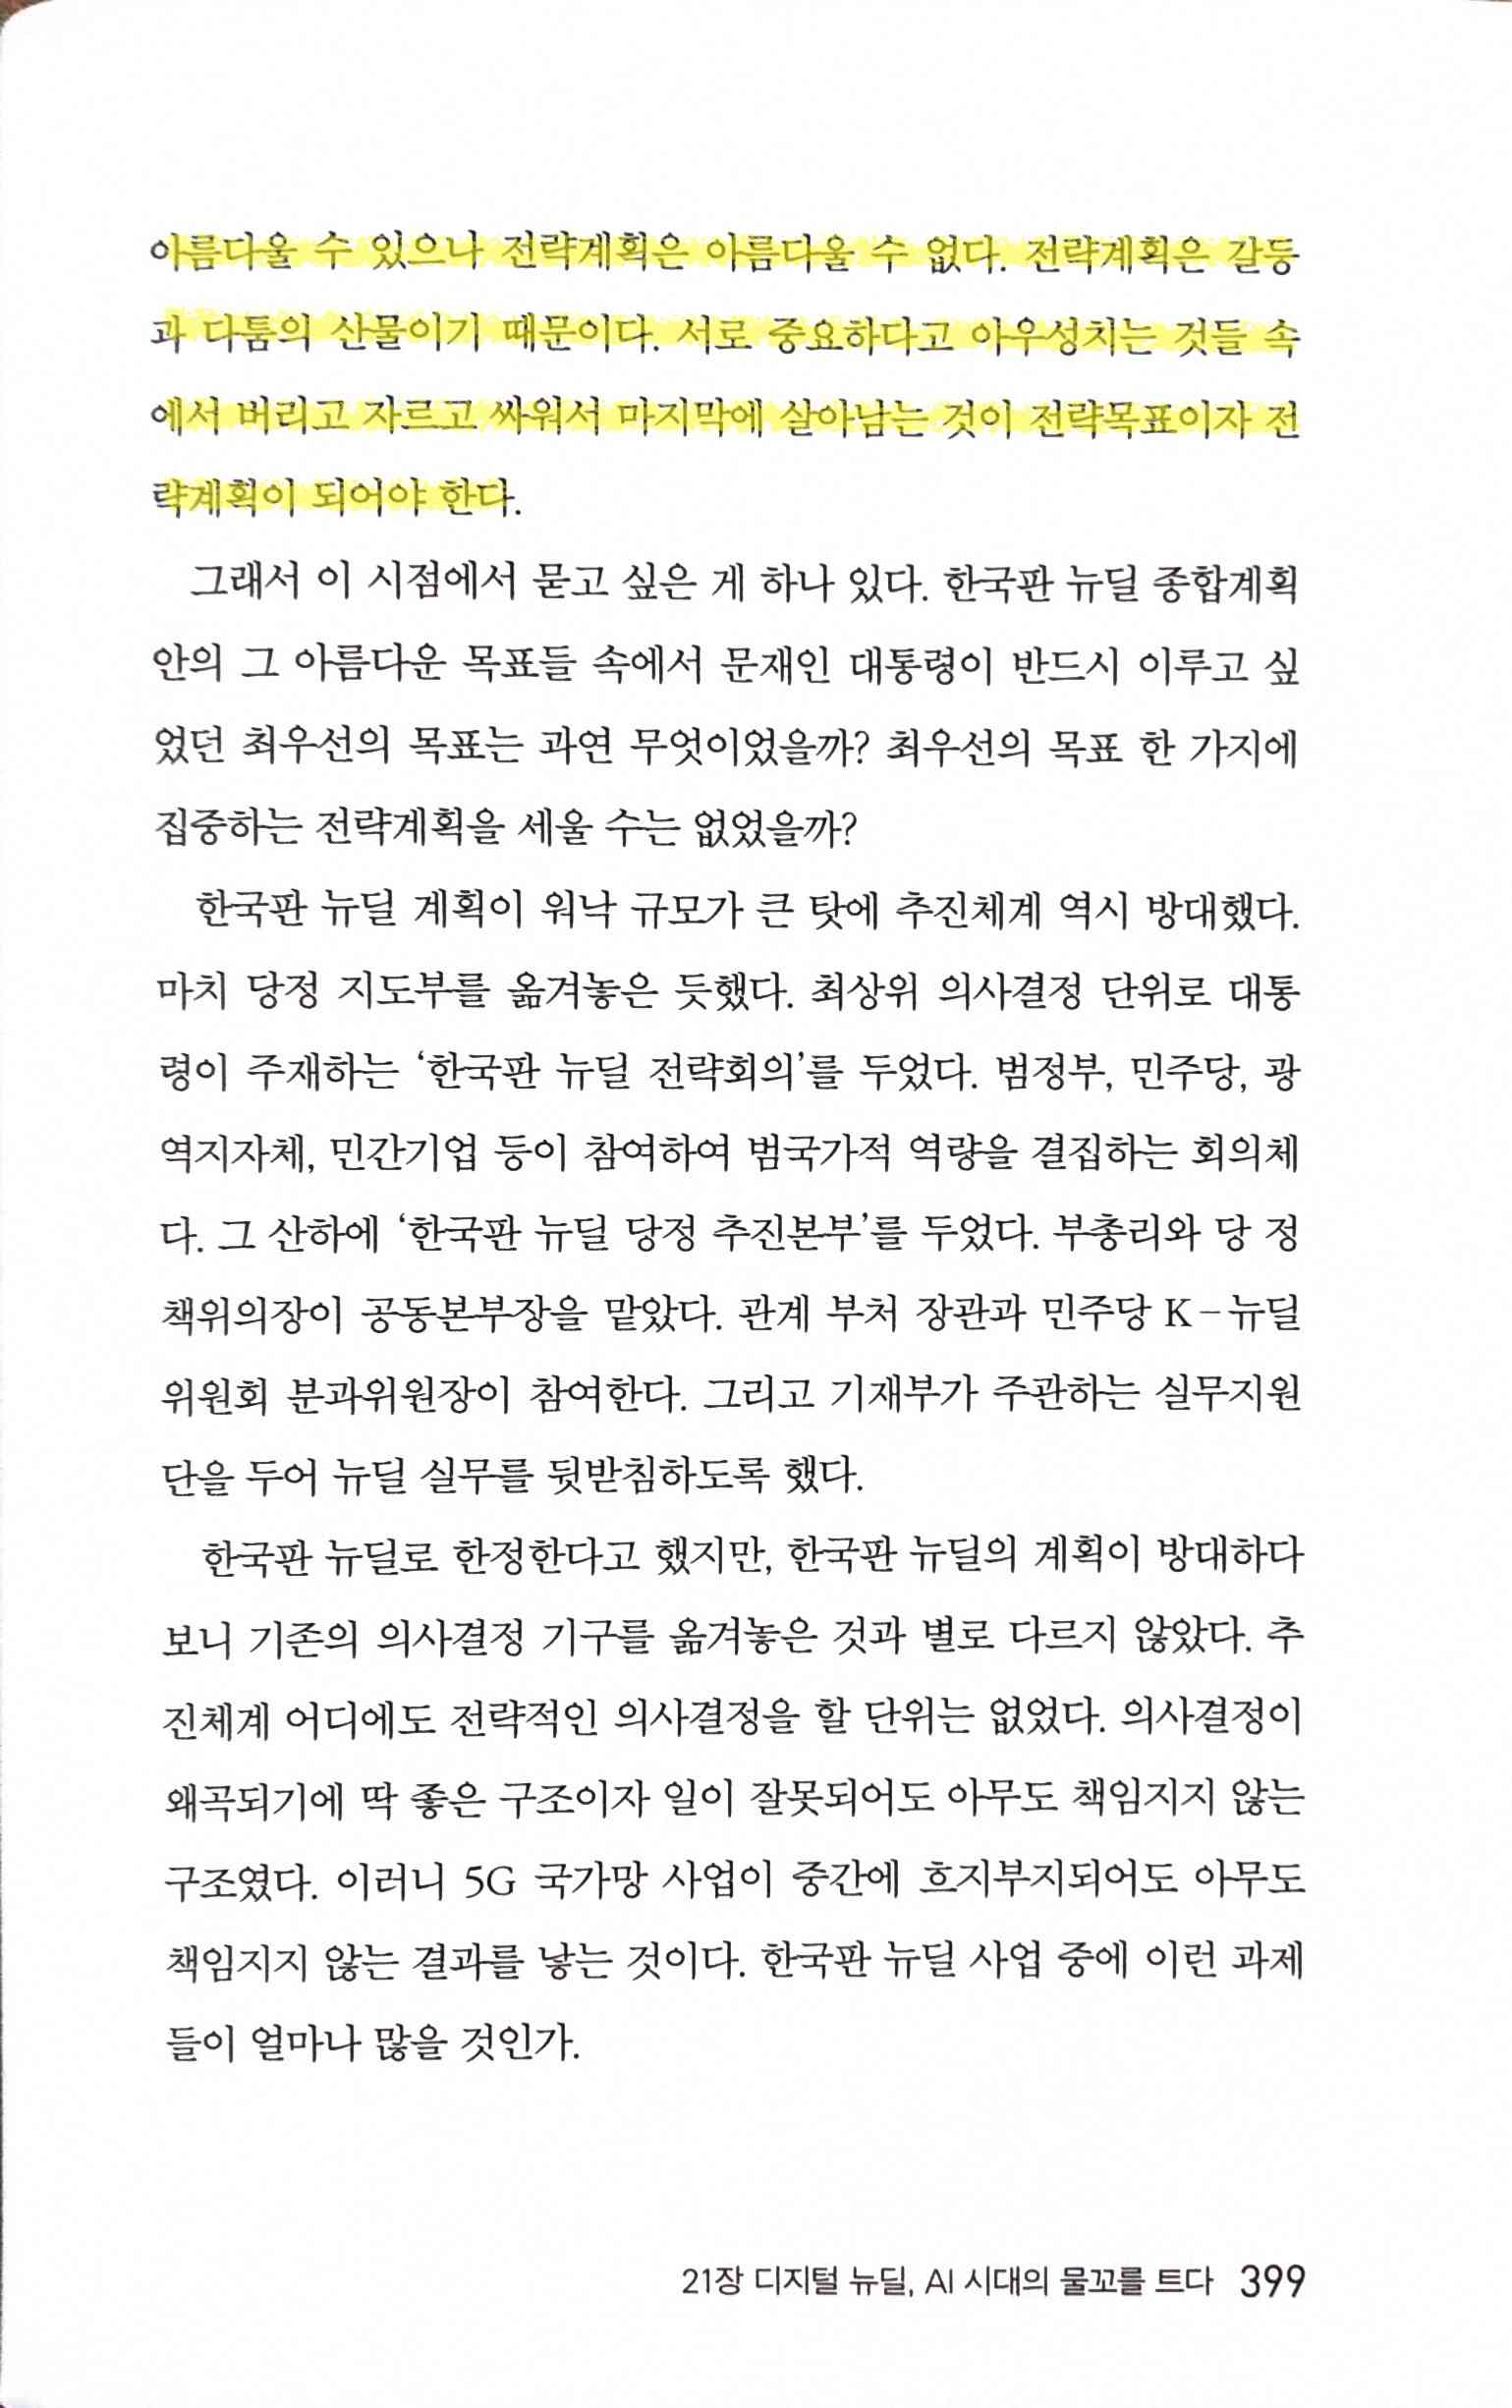 아름다울 수 있으나 전략계획은 아름다울 수 없다. 전략계획은 갈등
과 다툼의 산물이기 때문이다. 서로 중요하다고 아우성치는 것들 속
에서 버리고 자르고 싸워서 마지막에 살아남는 것이 전략목표이자 전
략계획이 되어야 한다.
그래서 이 시점에서 묻고 싶은 게 하나 있다. 한국판 뉴딜 종합계획
안의 그 아름다운 목표들 속에서 문재인 대통령이 반드시 이루고 싶
었던 최우선의 목표는 과연 무엇이었을까? 최우선의 목표 한 가지에
집중하는 전략계획을 세울 수는 없었을까?
한국판 뉴딜 계획이 워낙 규모가 큰 탓에 추진체계 역시 방대했다.
마치 당정 지도부를 옮겨놓은 듯했다. 최상위 의사결정 단위로 대통
령이 주재하는 ‘한국판 뉴딜 전략회의’를 두었다. 범정부, 민주당, 광
역지자체, 민간기업 등이 참여하여 범국가적 역량을 결집하는 회의체
다. 그 산하에 ‘한국판 뉴딜 당정 추진본부’를 두었다. 부총리와 당 정
책위의장이 공동본부장을 맡았다. 관계 부처 장관과 민주당 K-뉴딜
위원회 분과위원장이 참여한다. 그리고 기재부가 주관하는 실무지원
단을 두어 뉴딜 실무를 뒷받침하도록 했다.
한국판 뉴딜로 한정한다고 했지만, 한국판 뉴딜의 계획이 방대하다
보니 기존의 의사결정 기구를 옮겨놓은 것과 별로 다르지 않았다. 추
진체계 어디에도 전략적인 의사결정을 할 단위는 없었다. 의사결정이
왜곡되기에 딱 좋은 구조이자 일이 잘못되어도 아무도 책임지지 않는
구조였다. 이러니 5G 국가망 사업이 중간에 흐지부지되어도 아무도
책임지지 않는 결과를 낳는 것이다. 한국판 뉴딜 사업 중에 이런 과제
들이 얼마나 많을 것인가.
21장 디지털 뉴딜, AI 시대의 물꼬를 트다 399